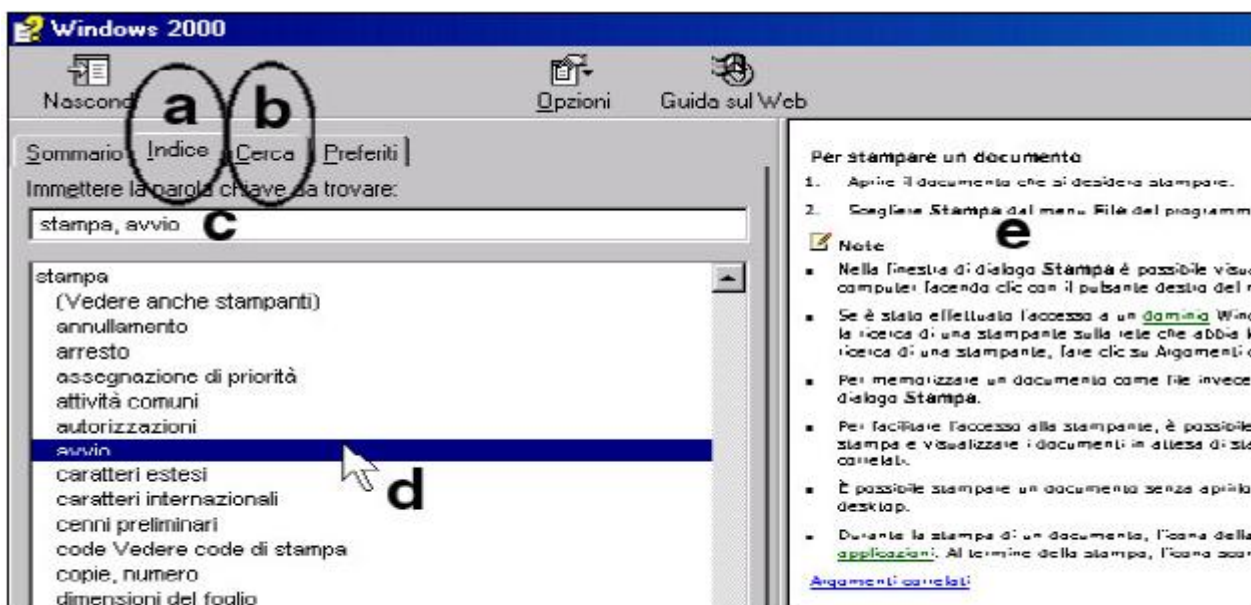 Windows 2000
Nascond
a
b
Opzioni
Guida sul Web
Sommario
Indice
Cerca
Preferiti
Immettere la parola chiave da trovare:
stampa, avvio
c
stampa
(Vedere anche stampanti)
annullamento
arresto
assegnazione di priorità
attività comuni
autorizzazioni
avvio
caratteri estesi
caratteri internazionali
cenni preliminari
code Vedere code di stampa
copie, numero
dimensioni del foglio
d
Per stampare un documento
1. Aprire il documento che si desidera stampare.
2. Scegliere Stampa dal menu File del programm
e
Note
Nella finestra di dialogo Stampa è possibile visu
computer facendo clic con il pulsante destro del
Se è stato effettuato l'accesso a un dominio Win
la ricerca di una stampante sulla rete che abbia
ricerca di una stampante, fare clic su Argomenti
Per memorizzare un documento come file invece
dialogo Stampa.
Per facilitare l'accesso alla stampante, è possibile
stampa e visualizzare i documenti in attesa di sta
correlati.
È possibile stampare un documento senza aprirlo
desktop.
Durante la stampa di un documento, l'icona della
applicazioni. Al termine della stampa, l'icona scom
Argomenti correlati